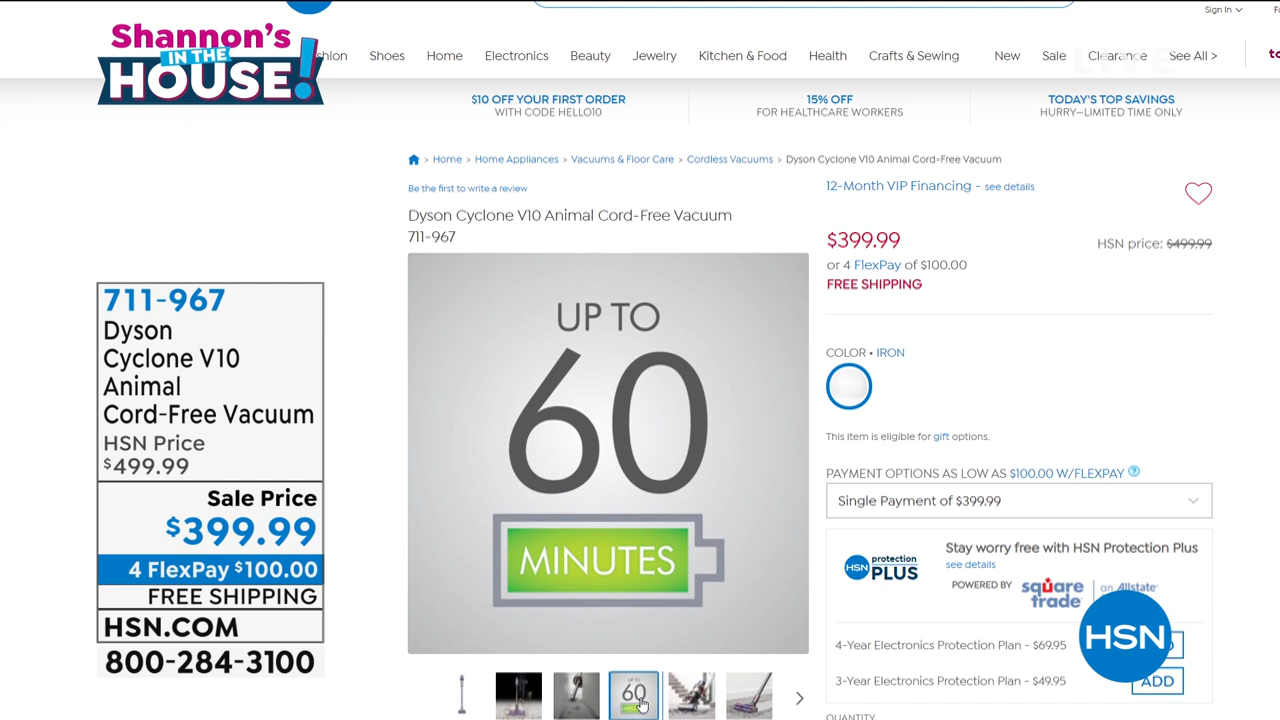 Sign In
Shannon's
IN THE
HOUSE!
Shoes
Home
Electronics
Beauty
Jewelry
Kitchen & Food
Health
Crafts & Sewing
New
Sale
Clearance
See All >
LIVE
$10 OFF YOUR FIRST ORDER
WITH CODE HELLO10
15% OFF
FOR HEALTHCARE WORKERS
TODAY'S TOP SAVINGS
HURRY—LIMITED TIME ONLY
> Home > Home Appliances > Vacuums & Floor Care > Cordless Vacuums > Dyson Cyclone V10 Animal Cord-Free Vacuum
Be the first to write a review
Dyson Cyclone V10 Animal Cord-Free Vacuum
711-967
UP TO
60
MINUTES
UP TO
60
12-Month VIP Financing - see details
$399.99
HSN price: $499.99
or 4 FlexPay of $100.00
FREE SHIPPING
COLOR • IRON
This item is eligible for gift options.
PAYMENT OPTIONS AS LOW AS $100.00 W/FLEXPAY ?
Single Payment of $399.99
HSN protection
PLUS
Stay worry free with HSN Protection Plus
see details
POWERED BY
square
trade
an Allstate
4-Year Electronics Protection Plan - $69.95
3-Year Electronics Protection Plan - $49.95
ADD
QUANTITY
HSN
711-967
Dyson
Cyclone V10
Animal
Cord-Free Vacuum
HSN Price
$499.99
Sale Price
$399.99
4 FlexPay $100.00
FREE SHIPPING
HSN.COM
800-284-3100